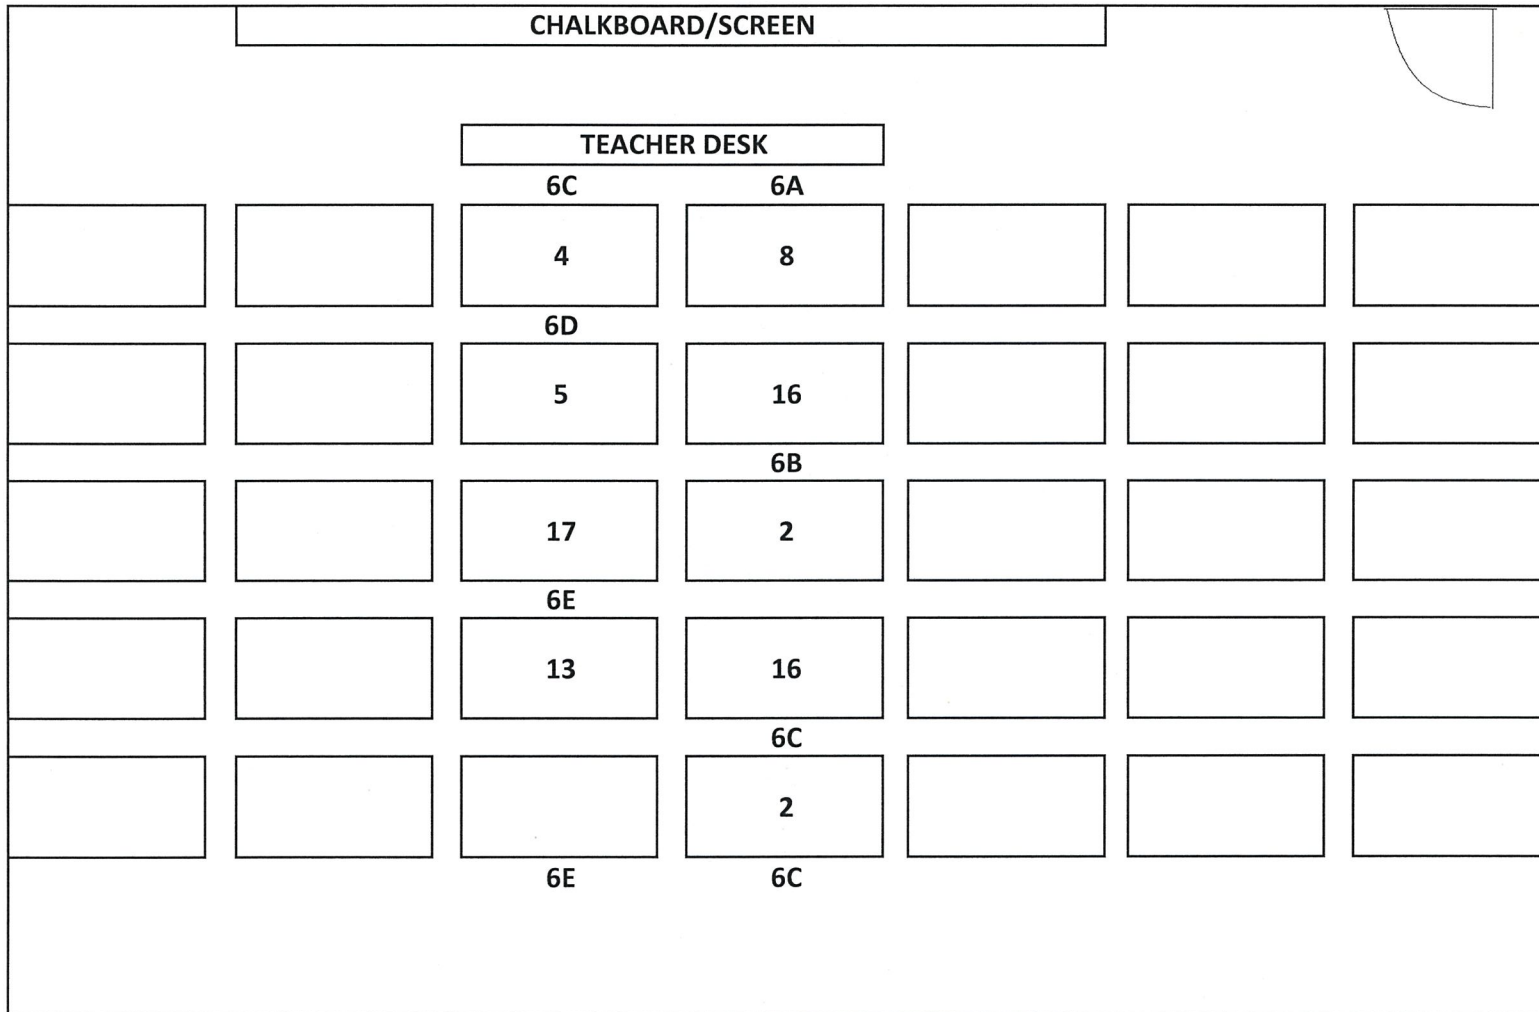 CHALKBOARD/SCREEN
TEACHER DESK
6C 6A
4 8
6D
5 16
6B
17 2
6E
13 16
6C
2
6E 6C